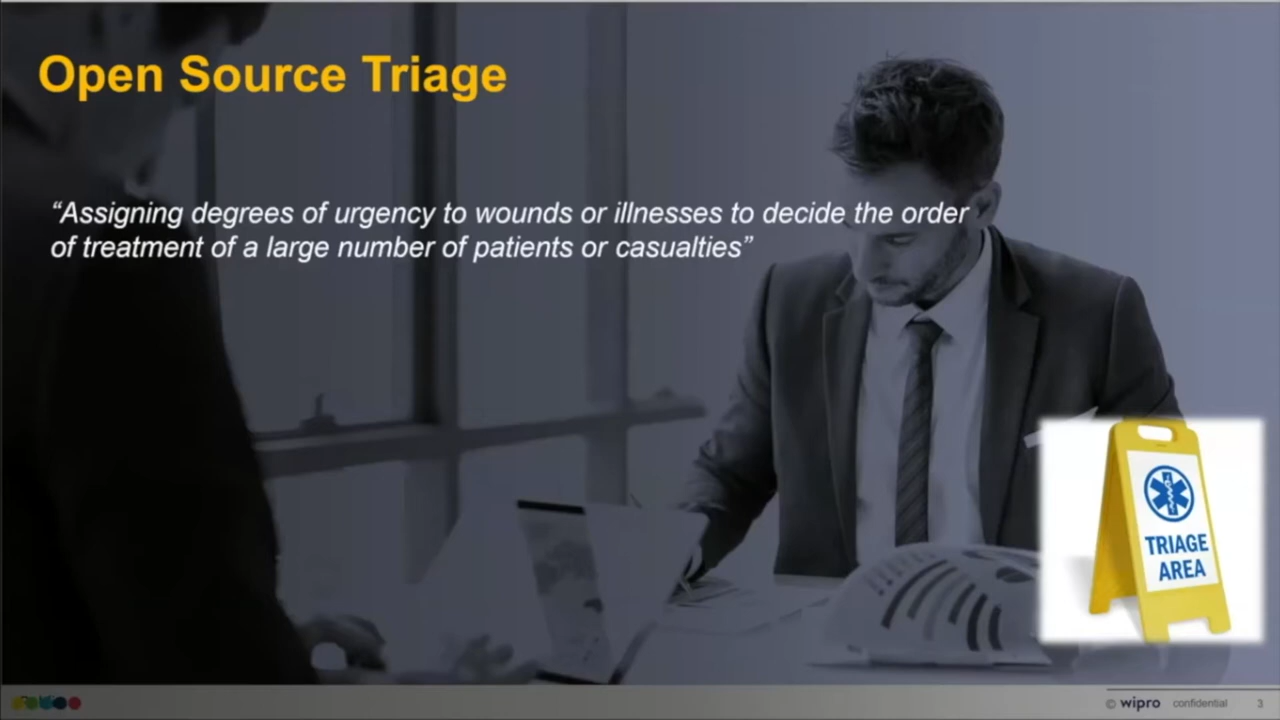 Open Source Triage
“Assigning degrees of urgency to wounds or illnesses to decide the order
of treatment of a large number of patients or casualties”
TRIAGE
AREA
© wipro confidential 3